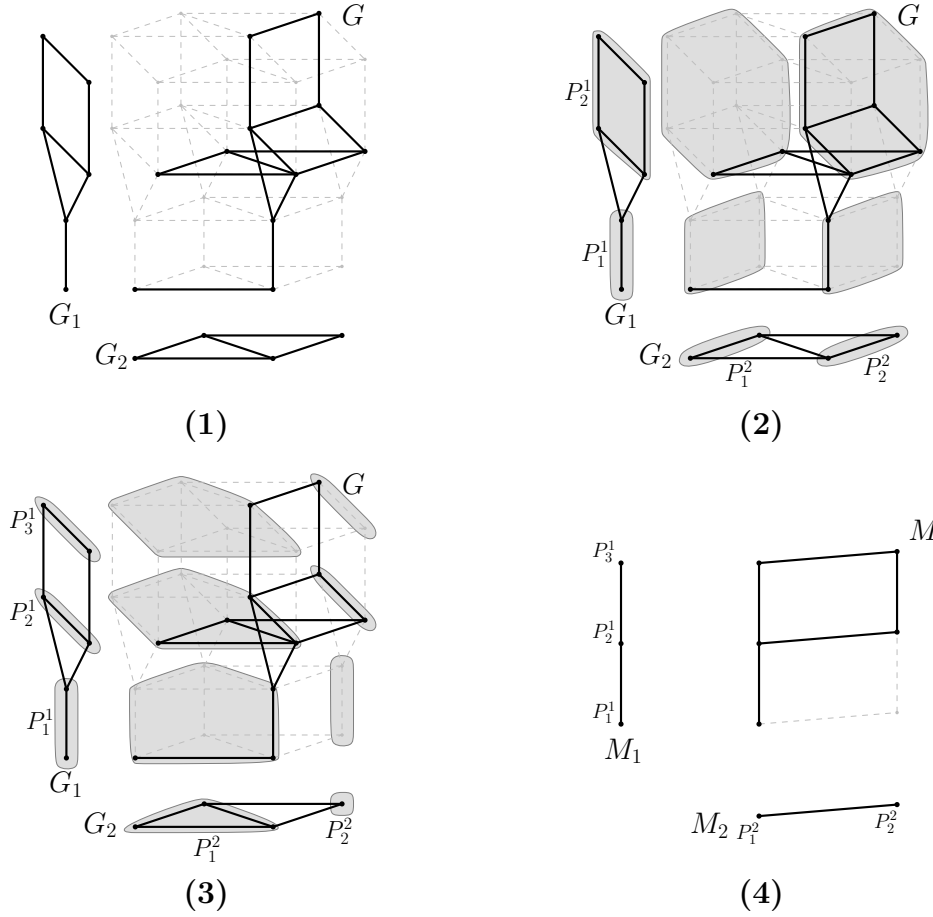 G
G₁
G₂
(1)
G
P₂¹
P₁¹
G₁
G₂
P₁²
P₂²
(2)
G
P₃¹
P₂¹
P₁¹
G₁
G₂
P₁²
P₂²
(3)
M
P₃¹
P₂¹
P₁¹
M₁
M₂
P₁²
P₂²
(4)